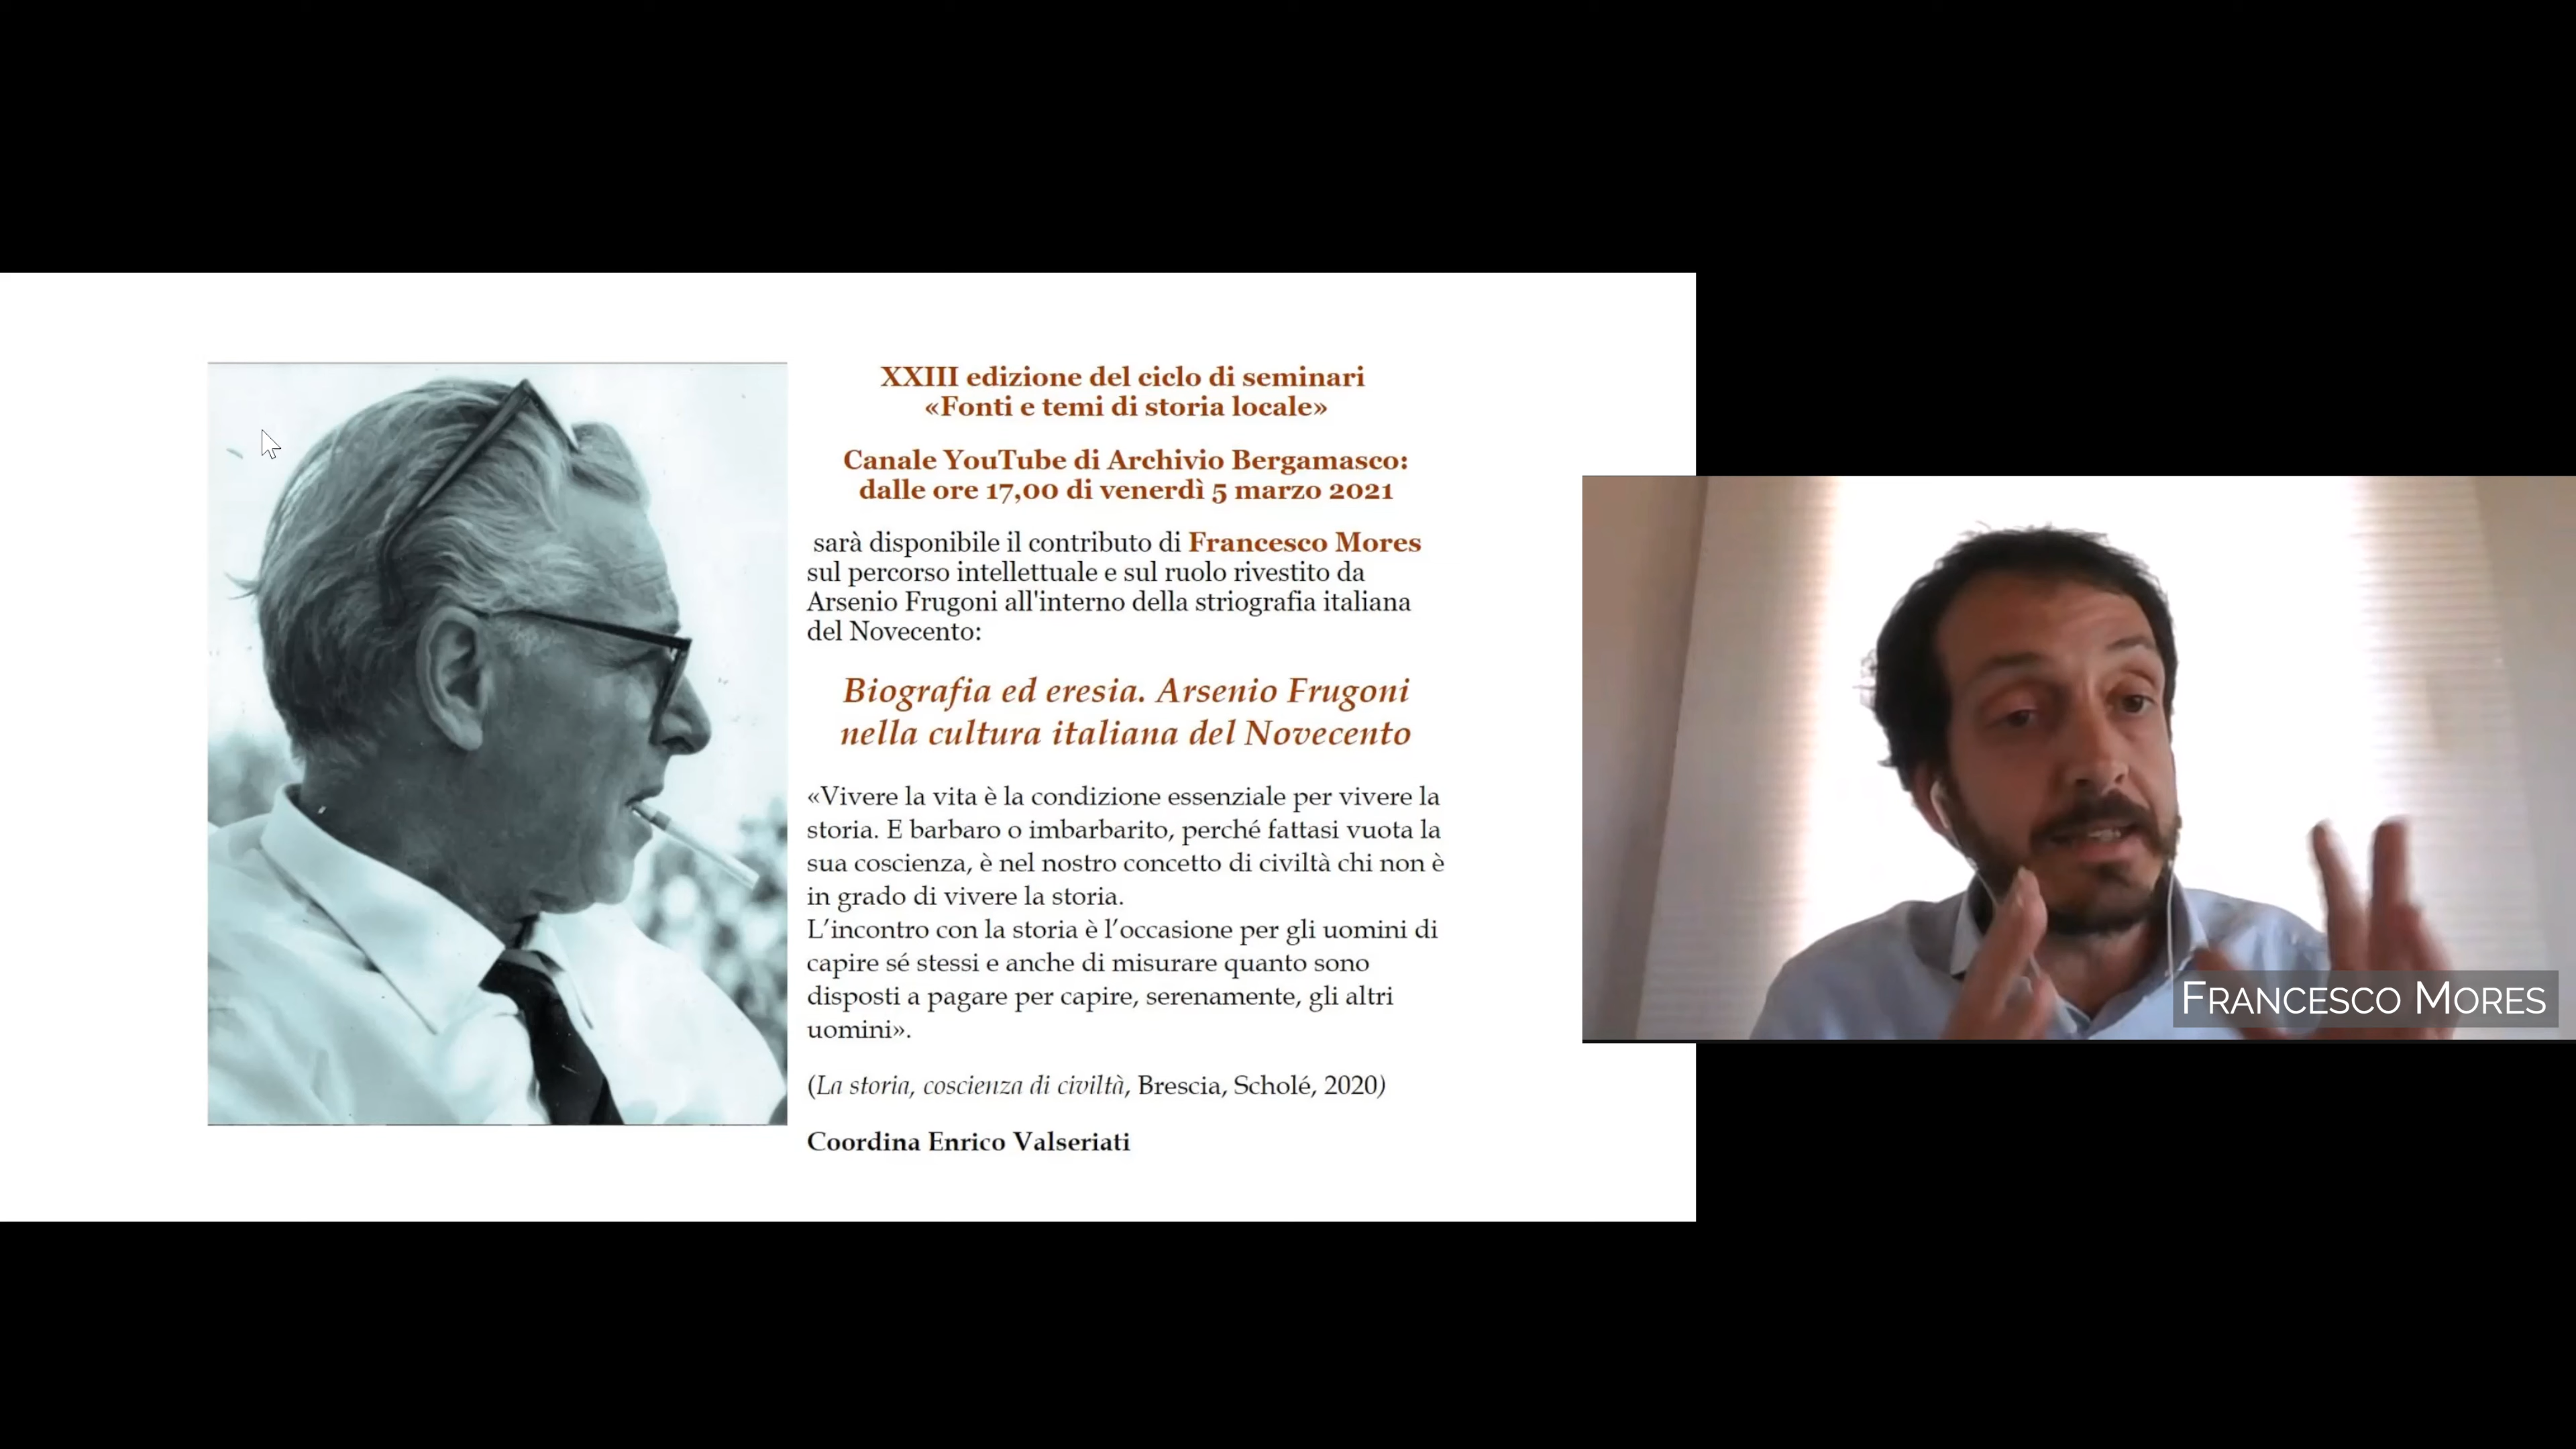 XXIII edizione del ciclo di seminari
«Fonti e temi di storia locale»
Canale YouTube di Archivio Bergamasco:
dalle ore 17,00 di venerdì 5 marzo 2021
sarà disponibile il contributo di Francesco Mores
sul percorso intellettuale e sul ruolo rivestito da
Arsenio Frugoni all'interno della striografia italiana
del Novecento:
Biografia ed eresia. Arsenio Frugoni
nella cultura italiana del Novecento
«Vivere la vita è la condizione essenziale per vivere la
storia. E barbaro o imbarbarito, perché fattasi vuota la
sua coscienza, è nel nostro concetto di civiltà chi non è
in grado di vivere la storia.
L’incontro con la storia è l’occasione per gli uomini di
capire sé stessi e anche di misurare quanto sono
disposti a pagare per capire, serenamente, gli altri
uomini».
(La storia, coscienza di civiltà, Brescia, Scholé, 2020)
Coordina Enrico Valseriati
FRANCESCO MORES